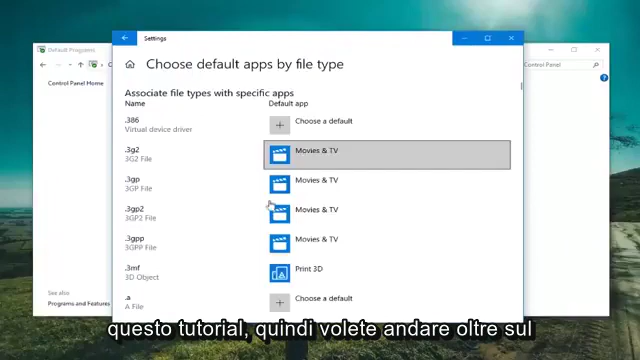 Default Programs
Settings
Control Panel
Control Panel Home
Choose default apps by file type
Associate file types with specific apps
Name
Default app
.386
Virtual device driver
Choose a default
.3g2
3G2 File
Movies & TV
.3gp
3GP File
Movies & TV
.3gp2
3GP2 File
Movies & TV
.3gpp
3GPP File
Movies & TV
.3mf
3D Object
Print 3D
.a
A File
Choose a default
See also
Programs and Features
questo tutorial, quindi volete andare oltre sul